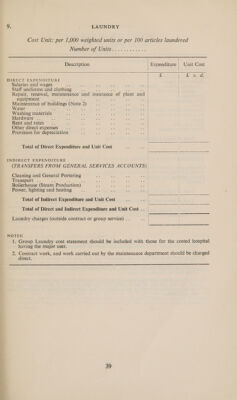 9. LAUNDRY
Cost Unit: per 1,000 weighted units or per 100 articles laundered
Number of Units............
Description Expenditure Unit Cost
£ £ s. d.
DIRECT EXPENDITURE
Salaries and wages
Staff uniforms and clothing
Repair, renewal, maintenance and insurance of plant and
equipment
Maintenance of buildings (Note 2)
Water
Washing materials
Hardware
Rent and rates
Other direct expenses
Provision for depreciation
Total of Direct Expenditure and Unit Cost
INDIRECT EXPENDITURE
(TRANSFERS FROM GENERAL SERVICES ACCOUNTS)
Cleaning and General Portering
Transport
Boilerhouse (Steam Production)
Power, lighting and heating
Total of Indirect Expenditure and Unit Cost
Total of Direct and Indirect Expenditure and Unit Cost ..
Laundry charges (outside contract or group service) ..
NOTES
1. Group Laundry cost statement should be included with those for the costed hospital
having the major user.
2. Contract work, and work carried out by the maintenance department should be charged
direct.
39